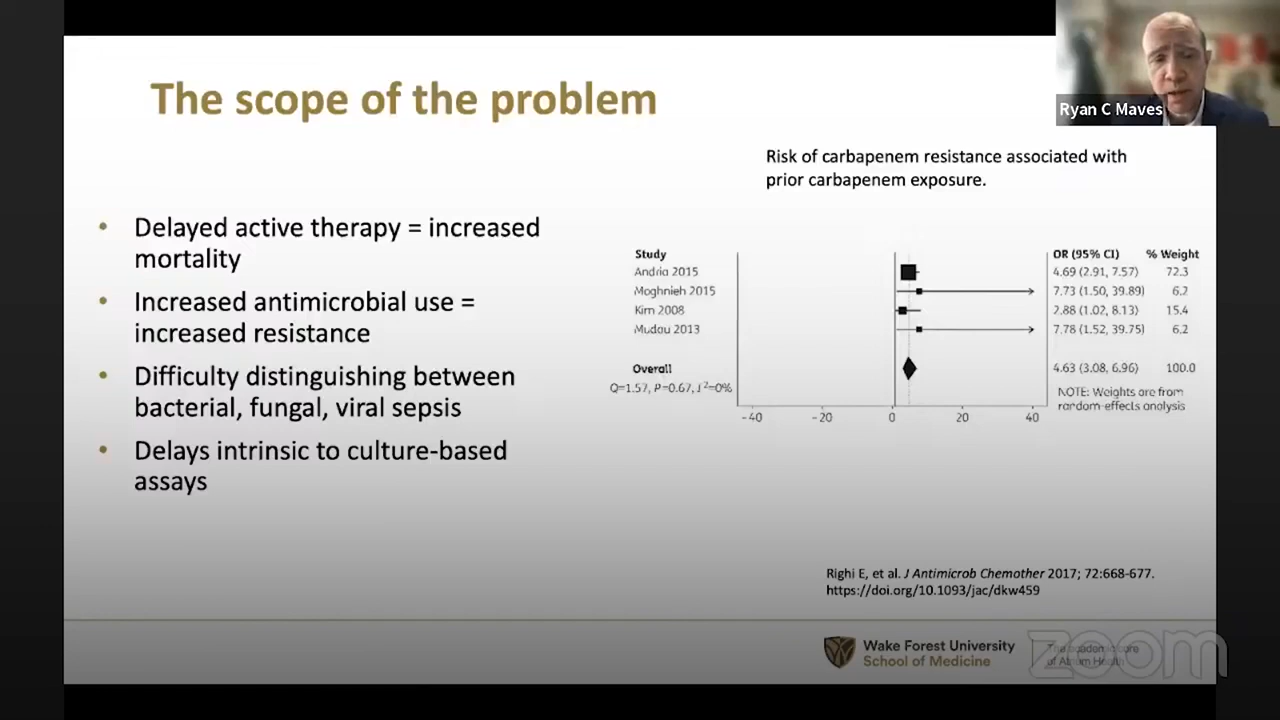 The scope of the problem
Ryan C Maves
Risk of carbapenem resistance associated with
prior carbapenem exposure.
• Delayed active therapy = increased
mortality
• Increased antimicrobial use =
increased resistance
• Difficulty distinguishing between
bacterial, fungal, viral sepsis
• Delays intrinsic to culture-based
assays
Study OR (95% CI) % Weight
Andria 2015 4.69 (2.91, 7.57) 72.3
Moghnieh 2015 7.73 (1.50, 39.89) 6.2
Kim 2008 2.88 (1.02, 8.13) 15.4
Mudau 2013 7.78 (1.52, 39.75) 6.2
Overall 4.63 (3.08, 6.96) 100.0
Q=1.57, P=0.67, I²=0%
NOTE: Weights are from
random-effects analysis
-40 -20 0 20 40
Righi E, et al. J Antimicrob Chemother 2017; 72:668-677.
https://doi.org/10.1093/jac/dkw459
Wake Forest University
School of Medicine
The academic core
of Atrium Health
zoom